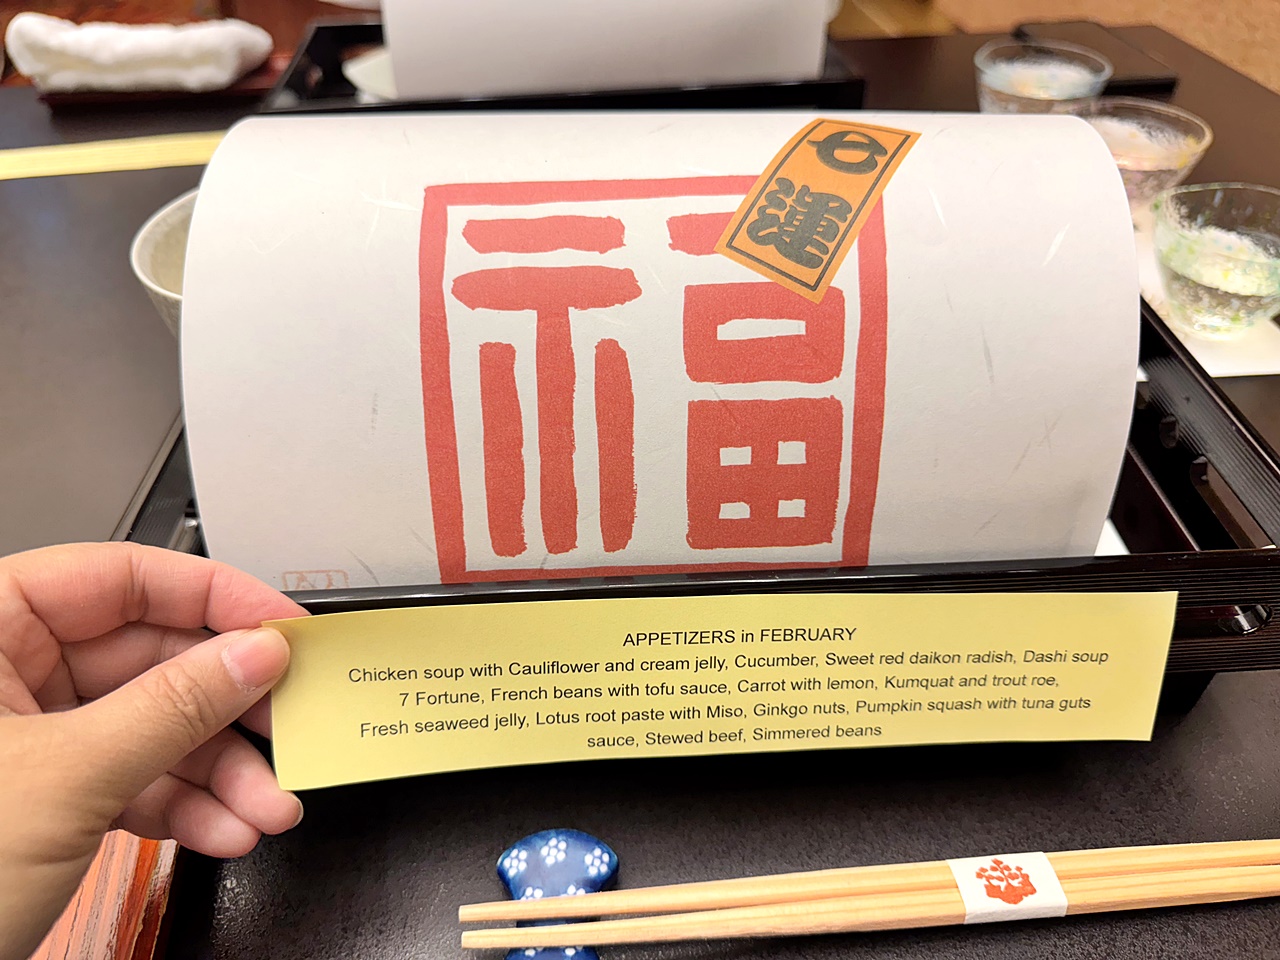 福
APPETIZERS in FEBRUARY
Chicken soup with Cauliflower and cream jelly, Cucumber, Sweet red daikon radish, Dashi soup
7 Fortune, French beans with tofu sauce, Carrot with lemon, Kumquat and trout roe,
Fresh seaweed jelly, Lotus root paste with Miso, Ginkgo nuts, Pumpkin squash with tuna guts
sauce, Stewed beef, Simmered beans